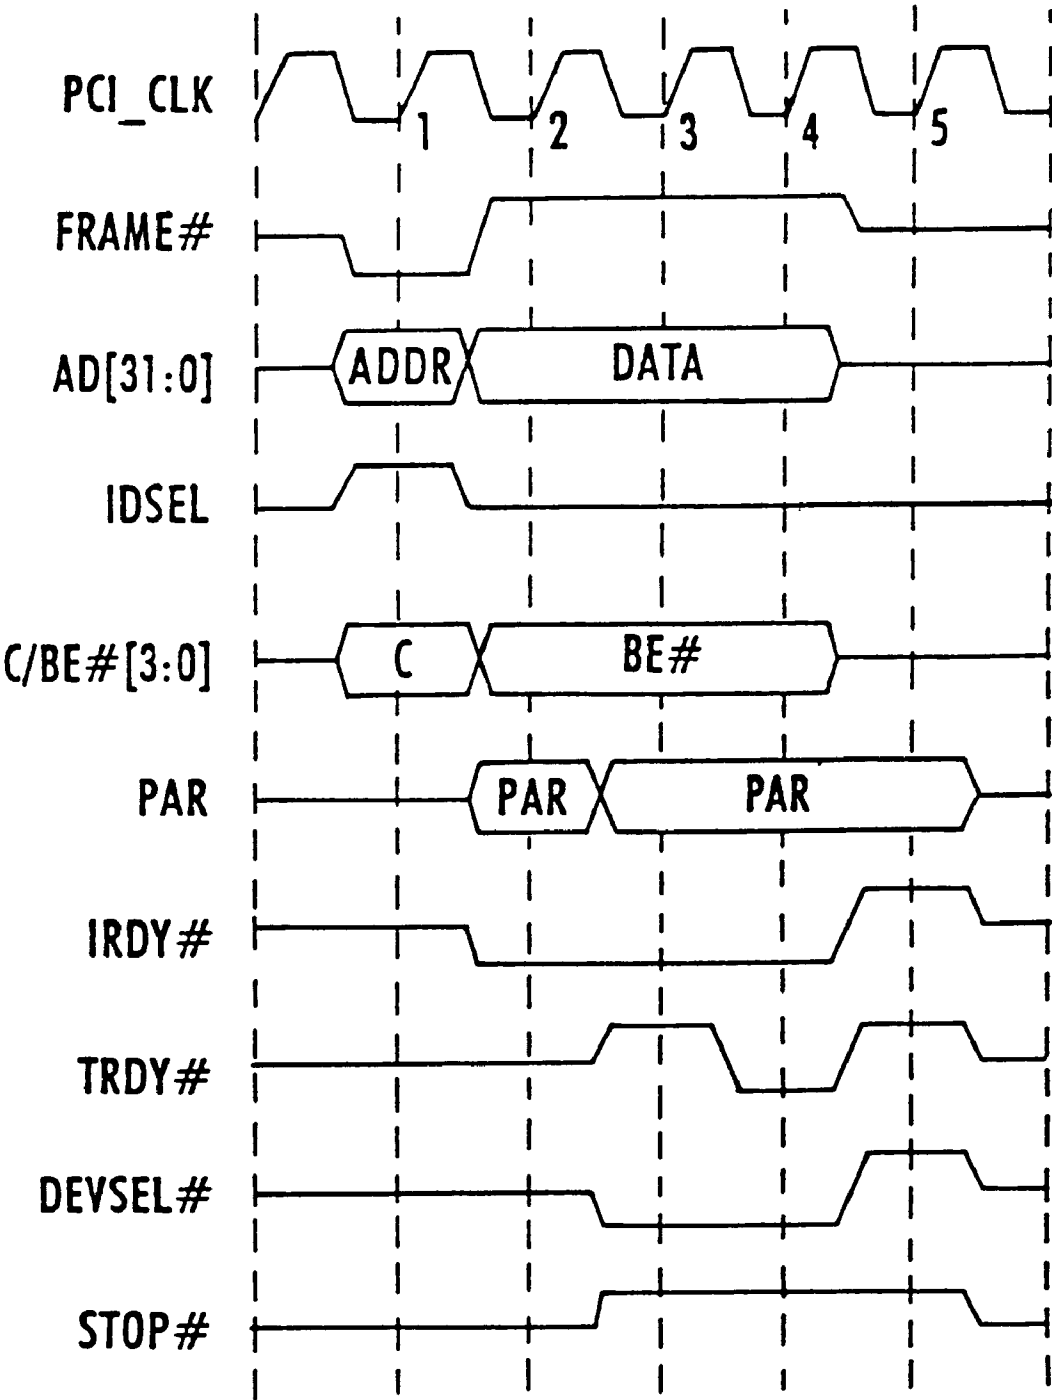 PCI_CLK
1 2 3 4 5
FRAME#
AD[31:0] ADDR DATA
IDSEL
C/BE#[3:0] C BE#
PAR PAR PAR
IRDY#
TRDY#
DEVSEL#
STOP#